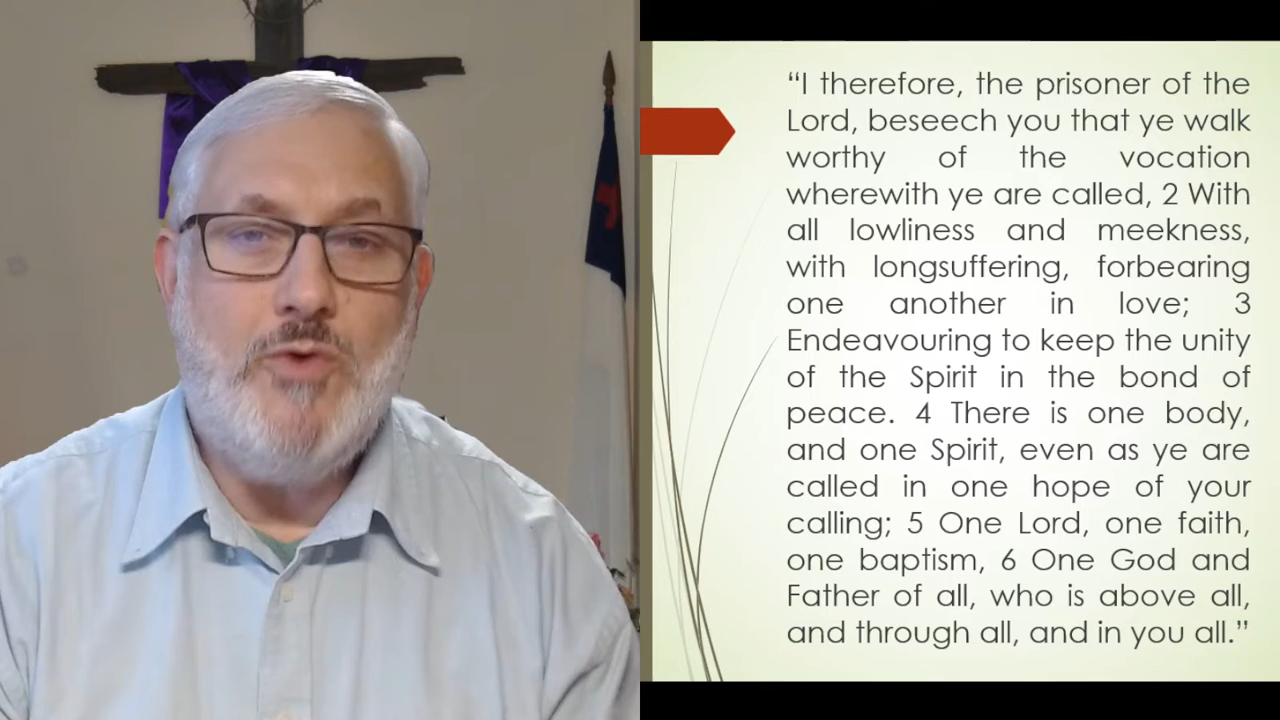 “I therefore, the prisoner of the
Lord, beseech you that ye walk
worthy of the vocation
wherewith ye are called, 2 With
all lowliness and meekness,
with longsuffering, forbearing
one another in love; 3
Endeavouring to keep the unity
of the Spirit in the bond of
peace. 4 There is one body,
and one Spirit, even as ye are
called in one hope of your
calling; 5 One Lord, one faith,
one baptism, 6 One God and
Father of all, who is above all,
and through all, and in you all.”